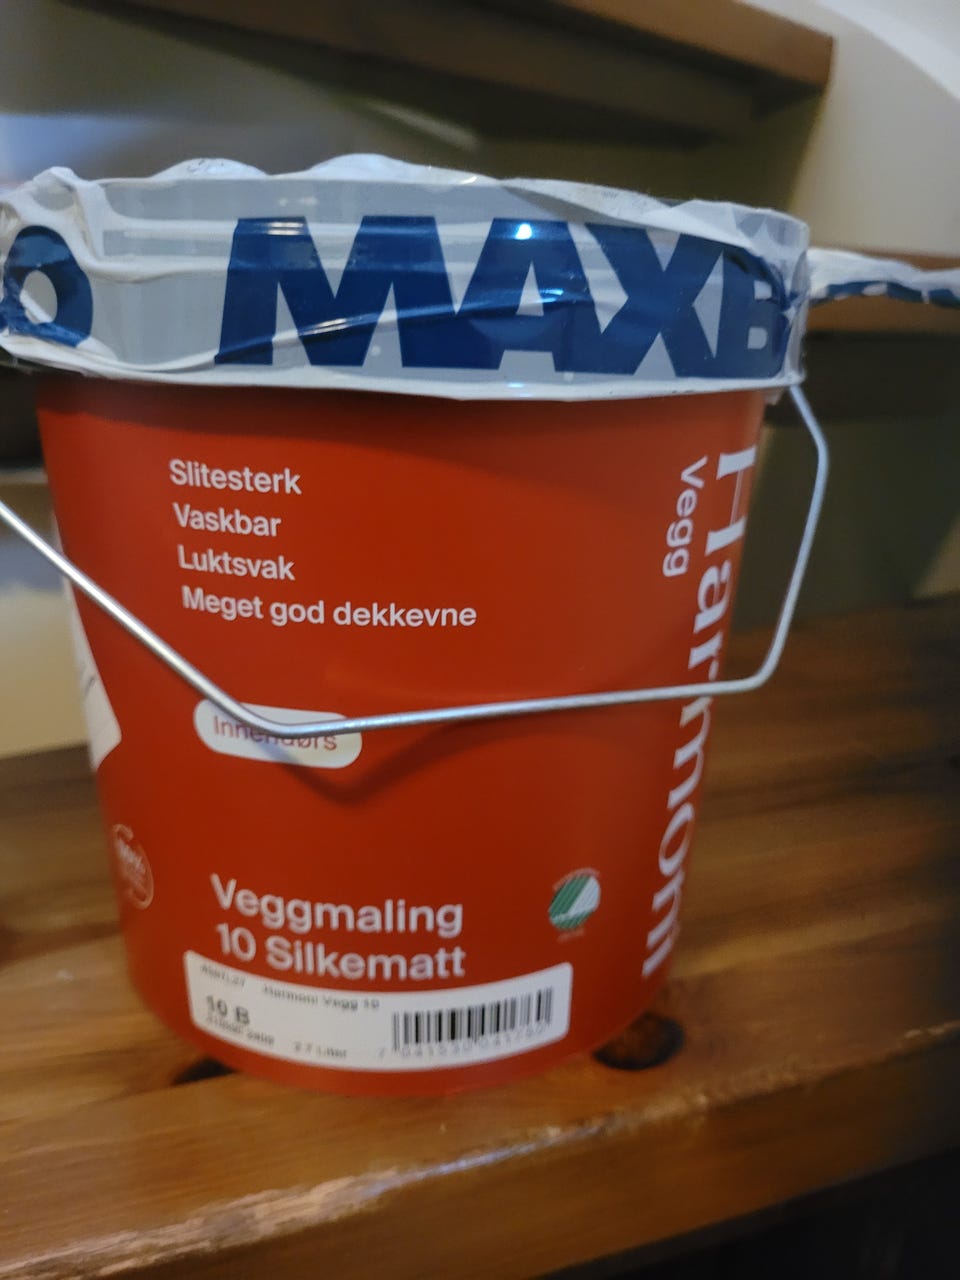 MAXB
Slitesterk
Vaskbar
Luktsvak
Meget god dekkevne
Innendørs
Harmoni
Vegg
Veggmaling
10 Silkematt
Harmoni Vegg 10
10 B
2.7 Liter